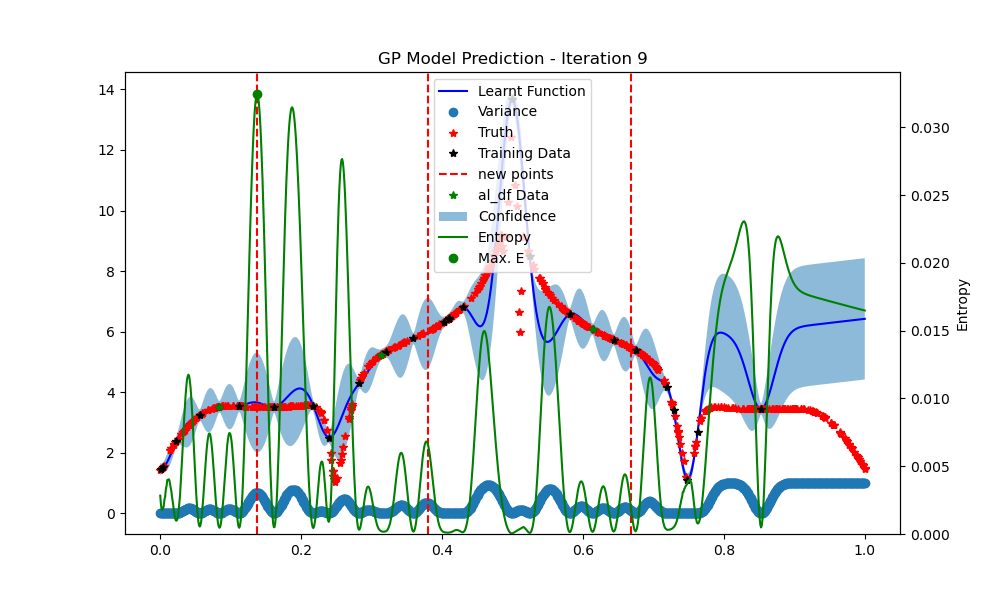 GP Model Prediction - Iteration 9
14
12
10
8
6
4
2
0
Learnt Function
Variance
Truth
Training Data
new points
al_df Data
Confidence
Entropy
Max. E
0.030
0.025
0.020
0.015
0.010
0.005
0.000
Entropy
0.0 0.2 0.4 0.6 0.8 1.0